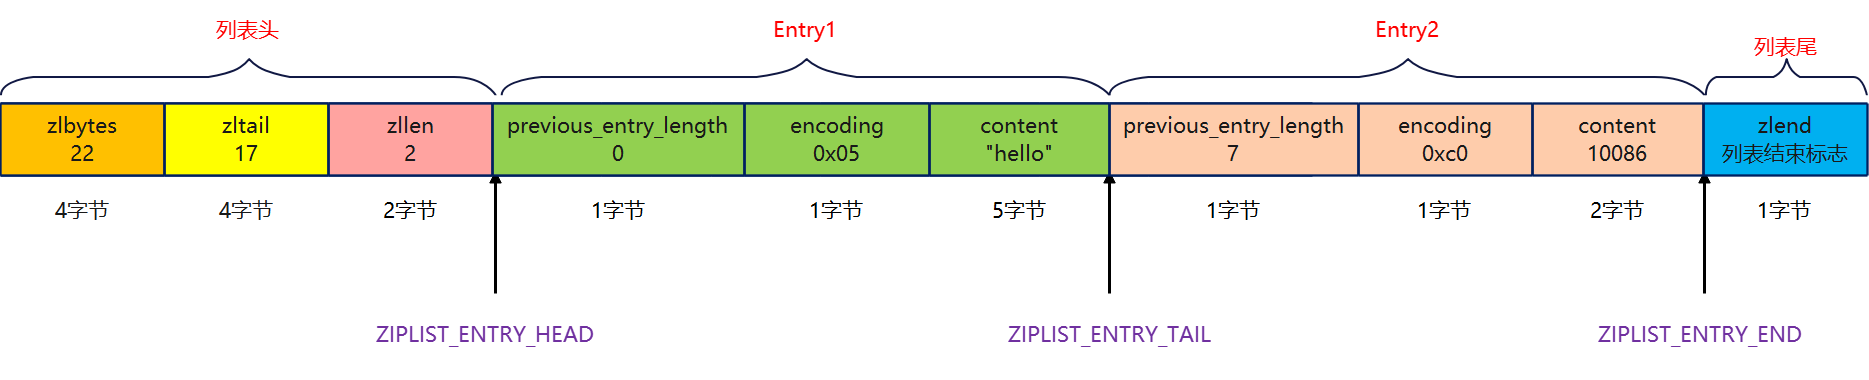 列表头
Entry1
Entry2
列表尾
zlbytes
22
zltail
17
zllen
2
previous_entry_length
0
encoding
0x05
content
"hello"
previous_entry_length
7
encoding
0xc0
content
10086
zlend
列表结束标志
4字节
4字节
2字节
1字节
1字节
5字节
1字节
1字节
2字节
1字节
ZIPLIST_ENTRY_HEAD
ZIPLIST_ENTRY_TAIL
ZIPLIST_ENTRY_END